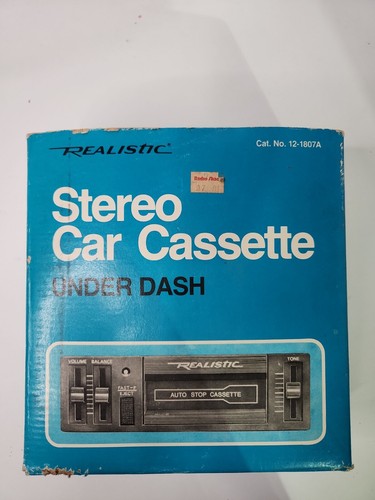 REALISTIC®
Cat. No. 12-1807A
Radio Shack
Stereo
Car Cassette
UNDER DASH
VOLUME BALANCE
REALISTIC
TONE
FAST-F
EJECT
AUTO STOP CASSETTE